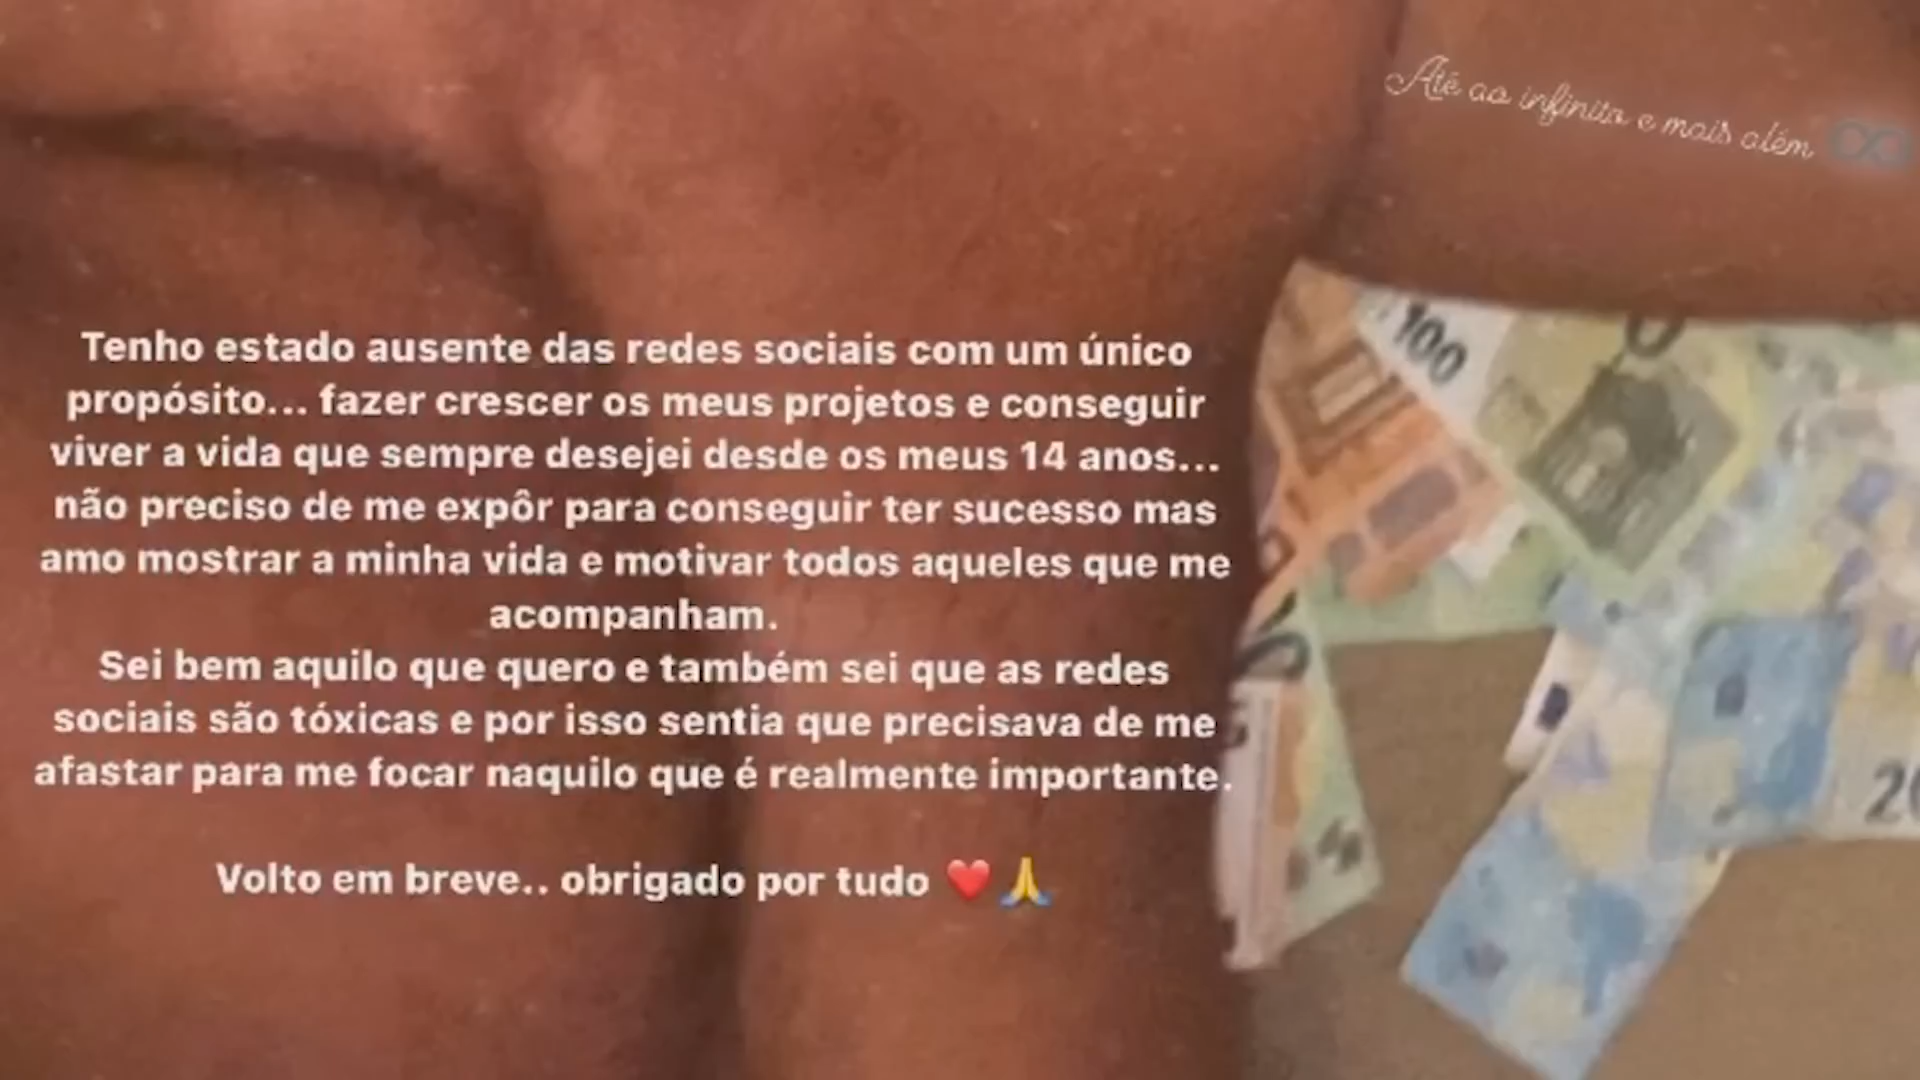 Até ao infinito e mais além
100
Tenho estado ausente das redes sociais com um único
propósito... fazer crescer os meus projetos e conseguir
viver a vida que sempre desejei desde os meus 14 anos...
não preciso de me expôr para conseguir ter sucesso mas
amo mostrar a minha vida e motivar todos aqueles que me
acompanham.
Sei bem aquilo que quero e também sei que as redes
sociais são tóxicas e por isso sentia que precisava de me
afastar para me focar naquilo que é realmente importante.
20
Volto em breve.. obrigado por tudo ❤️🙏